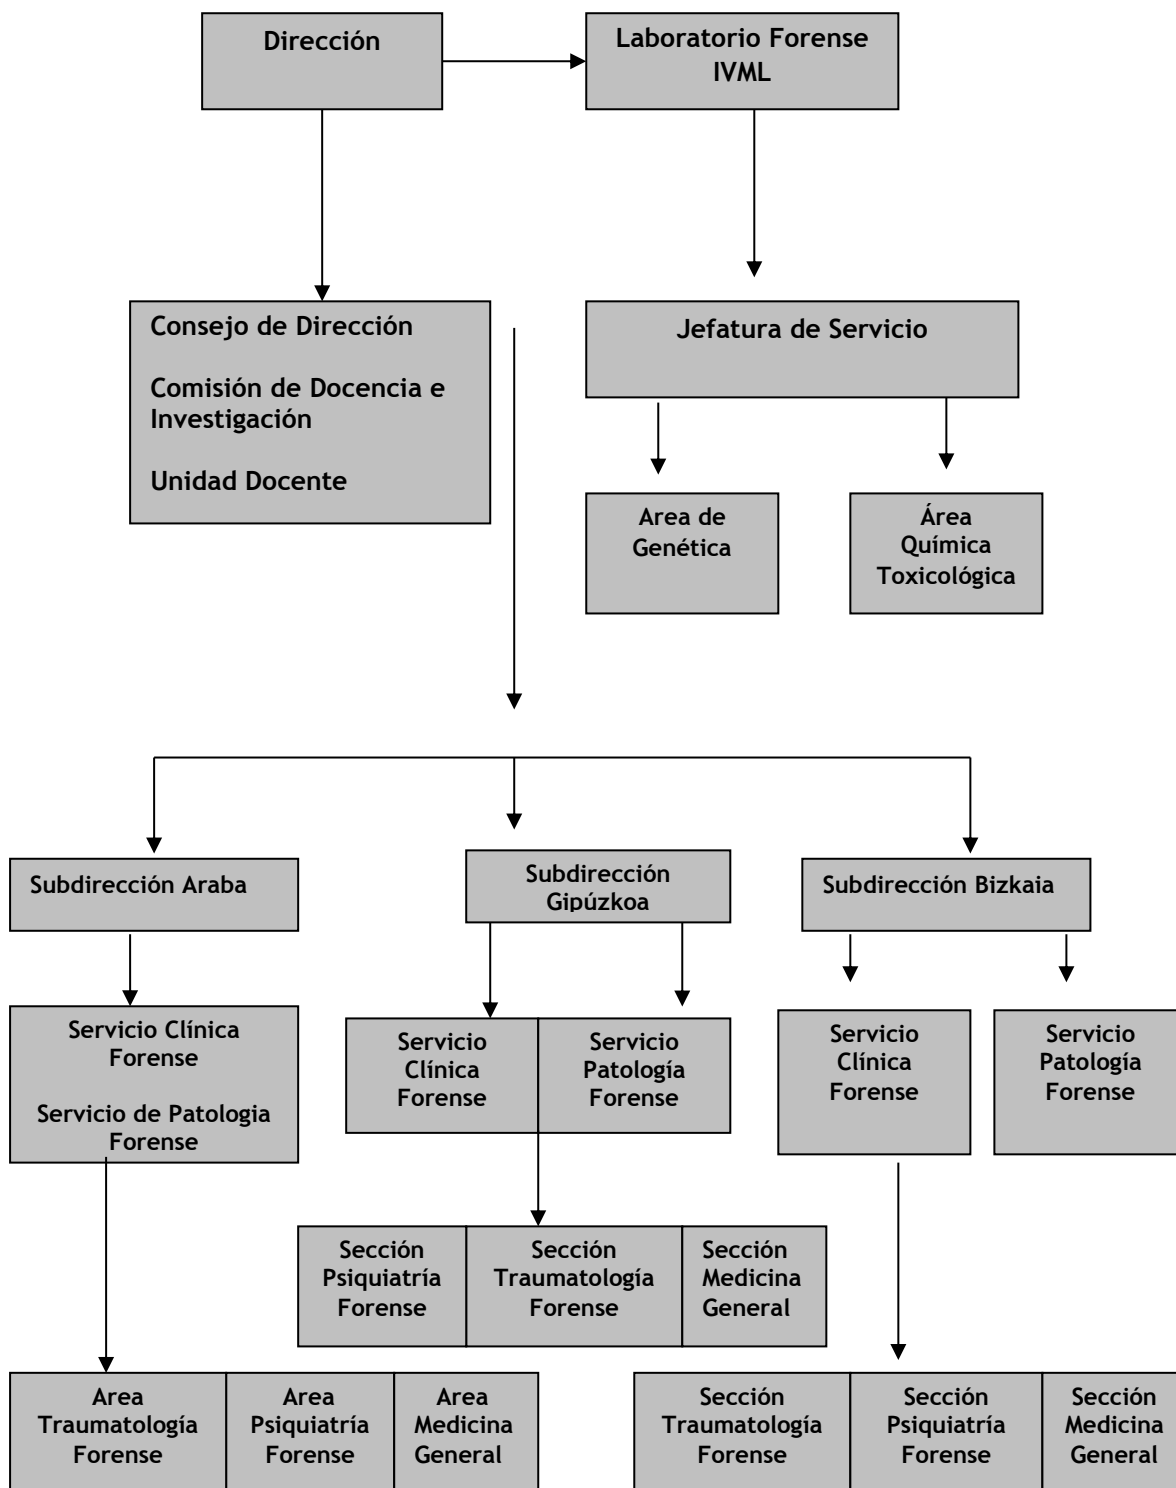 Dirección
Laboratorio Forense
IVML
Consejo de Dirección
Comisión de Docencia e
Investigación
Unidad Docente
Jefatura de Servicio
Area de
Genética
Área
Química
Toxicológica
Subdirección Araba
Subdirección
Gipúzkoa
Subdirección Bizkaia
Servicio Clínica
Forense
Servicio de Patologia
Forense
Servicio
Clínica
Forense
Servicio
Patología
Forense
Servicio
Clínica
Forense
Servicio
Patología
Forense
Sección
Psiquiatría
Forense
Sección
Traumatología
Forense
Sección
Medicina
General
Area
Traumatología
Forense
Area
Psiquiatría
Forense
Area
Medicina
General
Sección
Traumatología
Forense
Sección
Psiquiatría
Forense
Sección
Medicina
General